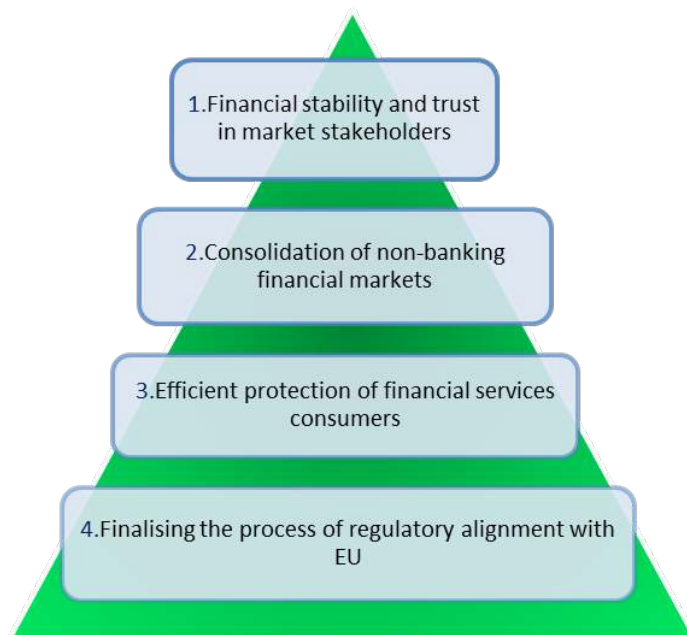 1.Financial stability and trust
in market stakeholders
2.Consolidation of non-banking
financial markets
3.Efficient protection of financial services
consumers
4.Finalising the process of regulatory alignment with
EU